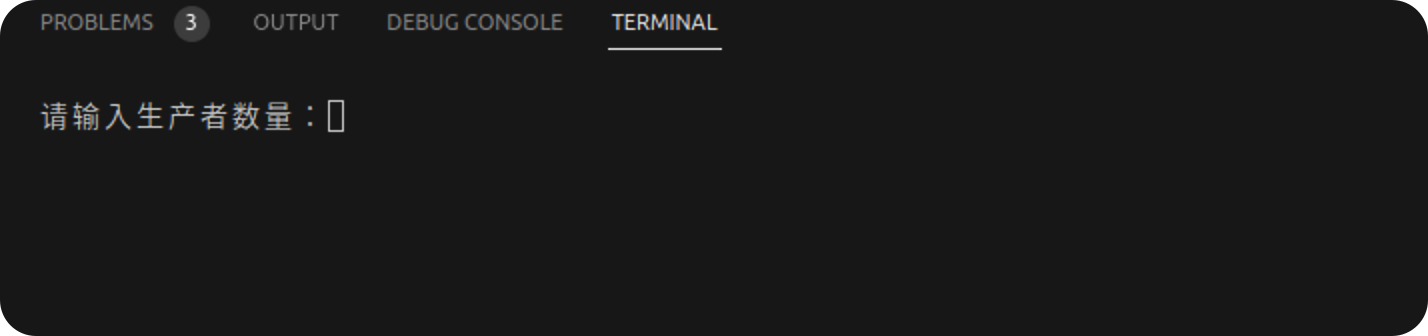 PROBLEMS 3 OUTPUT DEBUG CONSOLE TERMINAL
请输入生产者数量：